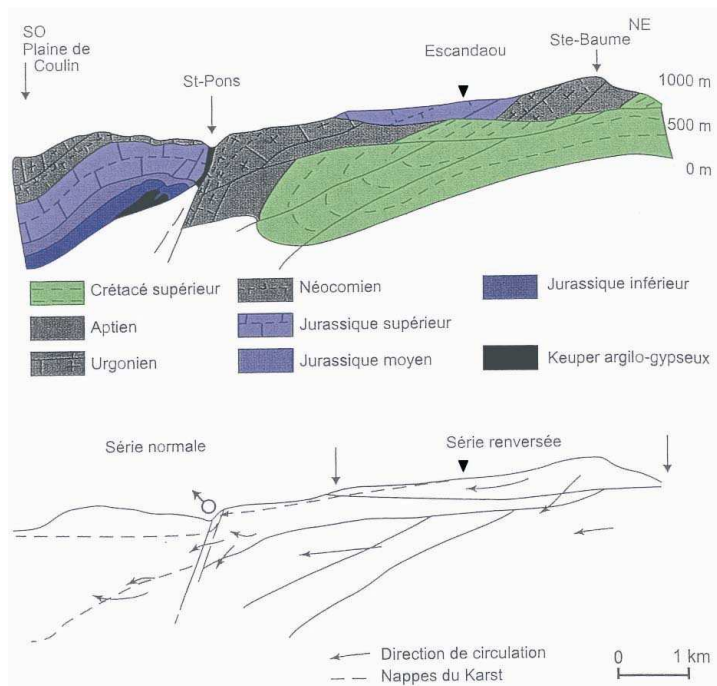 SO
Plaine de
Coulin
St-Pons
Escandaou
Ste-Baume
NE
1000 m
500 m
0 m
Crétacé supérieur
Néocomien
Jurassique inférieur
Aptien
Jurassique supérieur
Urgonien
Jurassique moyen
Keuper argilo-gypseux
Série normale
Série renversée
Direction de circulation
Nappes du Karst
0
1 km